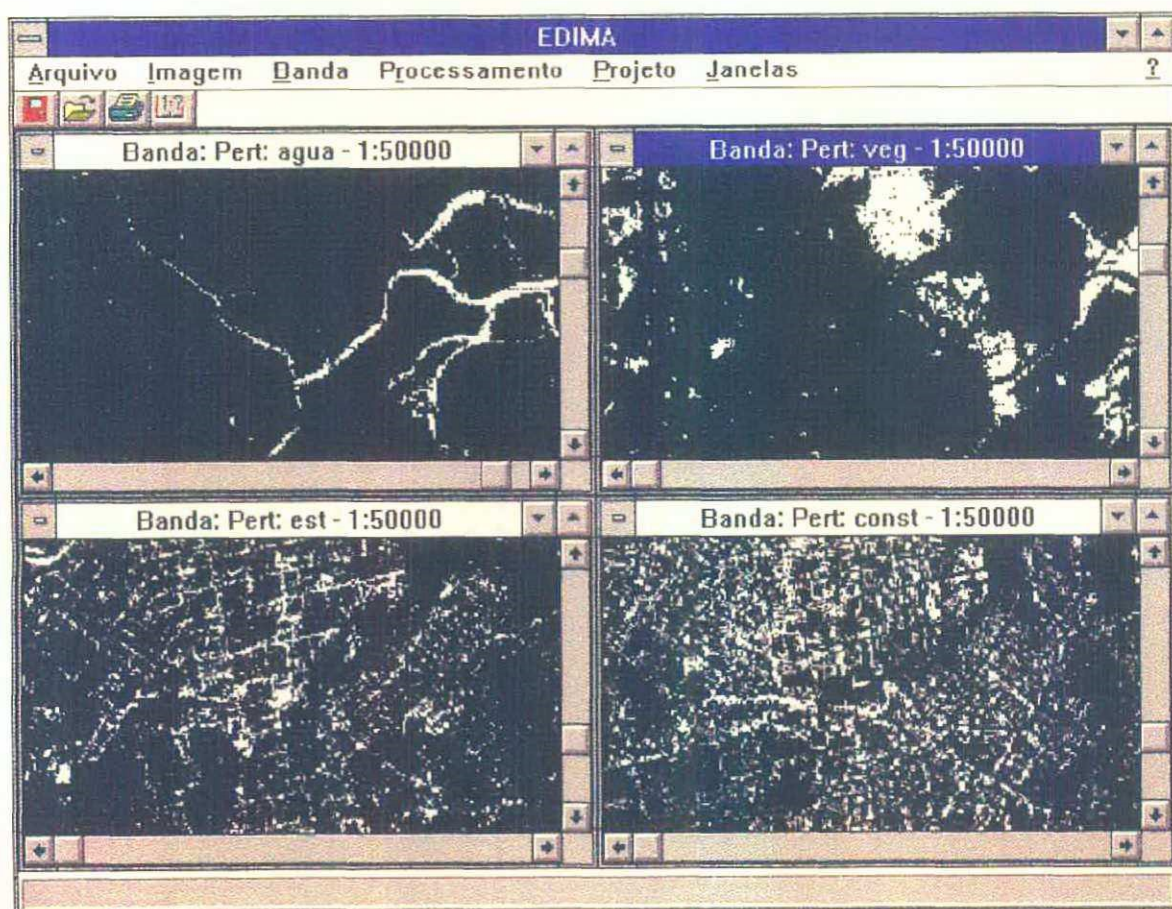 EDIMA
Arquivo Imagem Banda Processamento Projeto Janelas ?
Banda: Pert: agua - 1:50000
Banda: Pert: veg - 1:50000
Banda: Pert: est - 1:50000
Banda: Pert: const - 1:50000